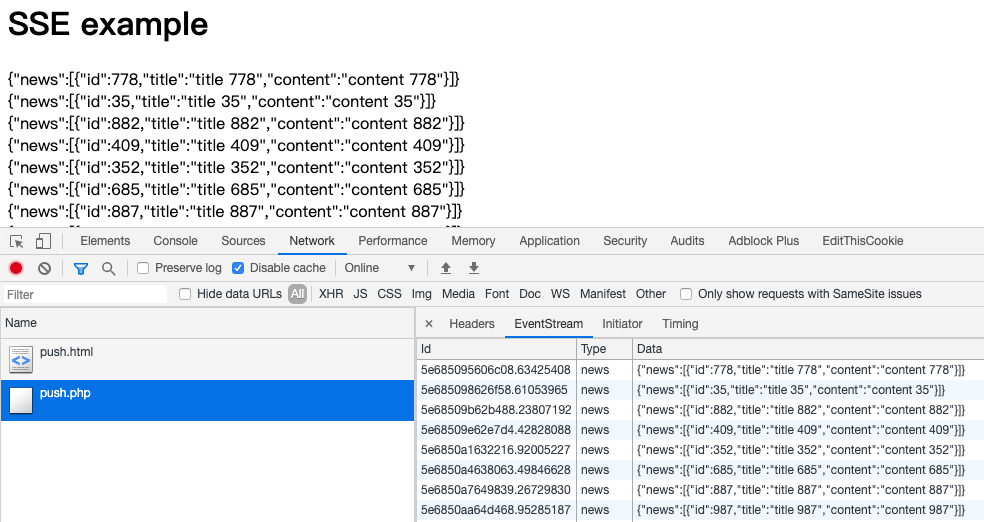 SSE example
{"news":[{"id":778,"title":"title 778","content":"content 778"}]}
{"news":[{"id":35,"title":"title 35","content":"content 35"}]}
{"news":[{"id":882,"title":"title 882","content":"content 882"}]}
{"news":[{"id":409,"title":"title 409","content":"content 409"}]}
{"news":[{"id":352,"title":"title 352","content":"content 352"}]}
{"news":[{"id":685,"title":"title 685","content":"content 685"}]}
{"news":[{"id":887,"title":"title 887","content":"content 887"}]}
Elements Console Sources Network Performance Memory Application Security Audits Adblock Plus EditThisCookie
Preserve log Disable cache Online
Filter Hide data URLs All XHR JS CSS Img Media Font Doc WS Manifest Other Only show requests with SameSite issues
Name
push.html
push.php
× Headers EventStream Initiator Timing
Id Type Data
5e685095606c08.63425408 news {"news":[{"id":778,"title":"title 778","content":"content 778"}]}
5e685098626f58.61053965 news {"news":[{"id":35,"title":"title 35","content":"content 35"}]}
5e68509b62b488.23807192 news {"news":[{"id":882,"title":"title 882","content":"content 882"}]}
5e68509e62e7d4.42828088 news {"news":[{"id":409,"title":"title 409","content":"content 409"}]}
5e6850a1632216.92005227 news {"news":[{"id":352,"title":"title 352","content":"content 352"}]}
5e6850a4638063.49846628 news {"news":[{"id":685,"title":"title 685","content":"content 685"}]}
5e6850a7649839.26729830 news {"news":[{"id":887,"title":"title 887","content":"content 887"}]}
5e6850aa64d468.95285187 news {"news":[{"id":987,"title":"title 987","content":"content 987"}]}